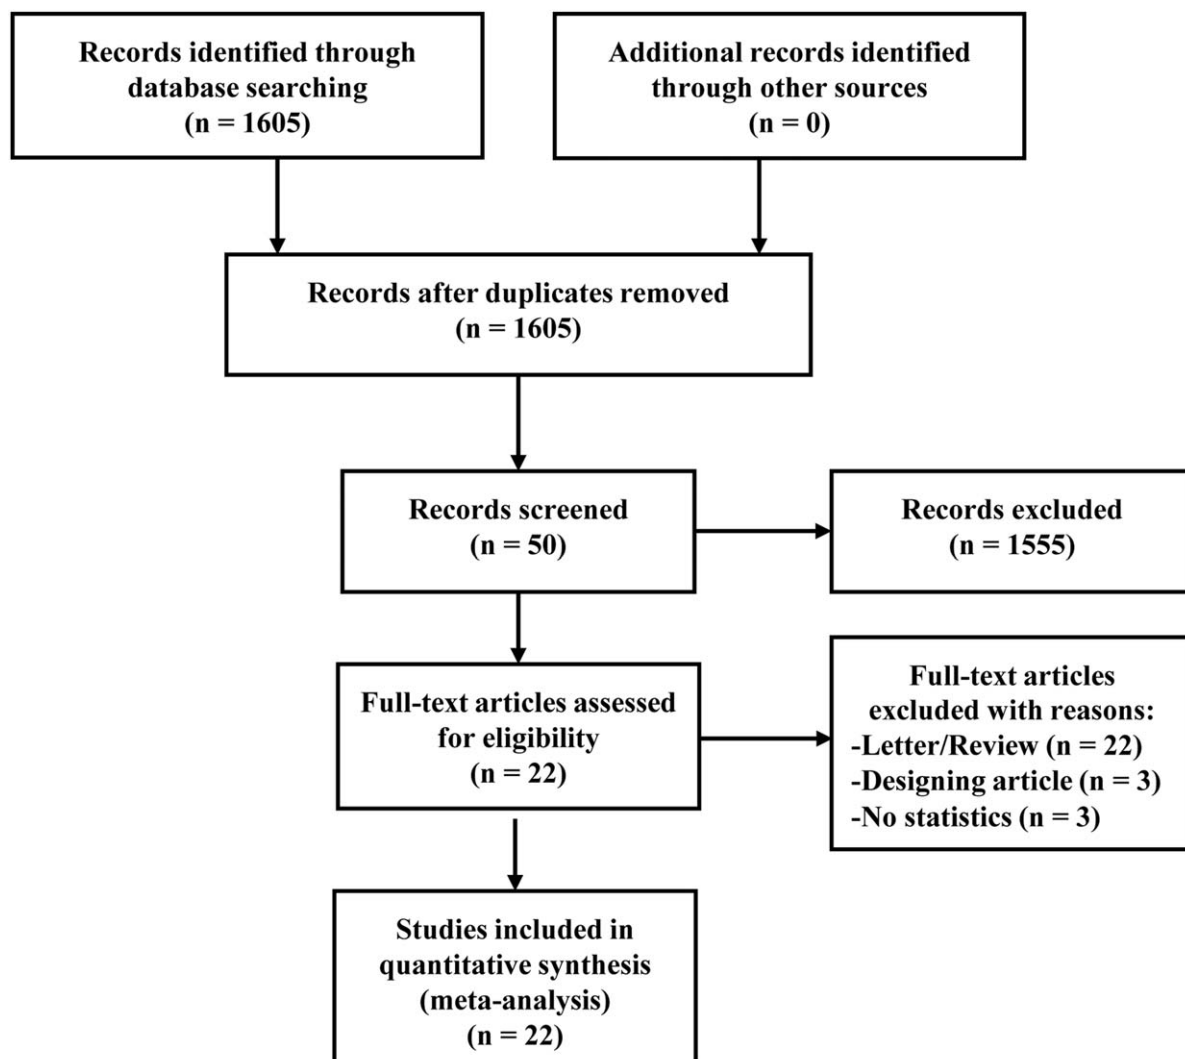 Records identified through
database searching
(n = 1605)
Additional records identified
through other sources
(n = 0)
Records after duplicates removed
(n = 1605)
Records screened
(n = 50)
Records excluded
(n = 1555)
Full-text articles assessed
for eligibility
(n = 22)
Full-text articles
excluded with reasons:
-Letter/Review (n = 22)
-Designing article (n = 3)
-No statistics (n = 3)
Studies included in
quantitative synthesis
(meta-analysis)
(n = 22)